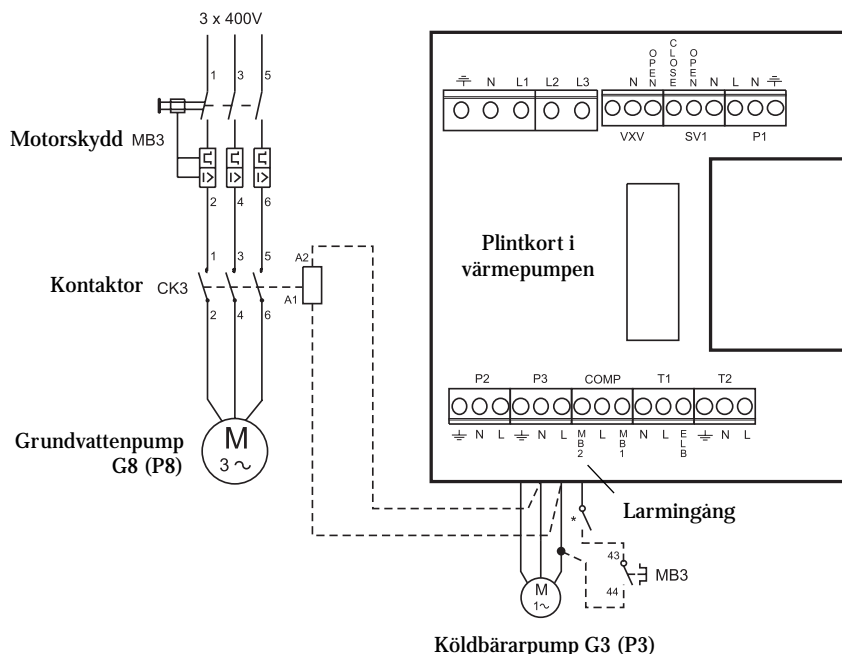 3 x 400V
1 3 5
Motorskydd MB3
I> I> I>
2 4 6
1 3 5
Kontaktor CK3
A2
A1
2 4 6
Grundvattenpump
G8 (P8)
M
3 ~
N L1 L2 L3
N OPEN CLOSE OPEN N L N
VXV SV1 P1
Plintkort i
värmepumpen
P2 P3 COMP T1 T2
N L N L MB2 L MB1 N L ELB N L
Larmingång
*
43
MB3
44
M
1~
Köldbärarpump G3 (P3)